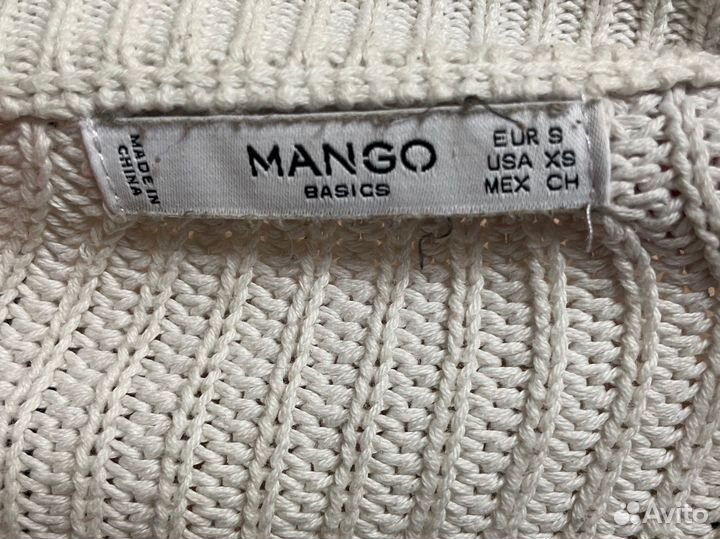 MADE IN
CHINA
MANGO
BASICS
EUR S
USA XS
MEX CH
Avito